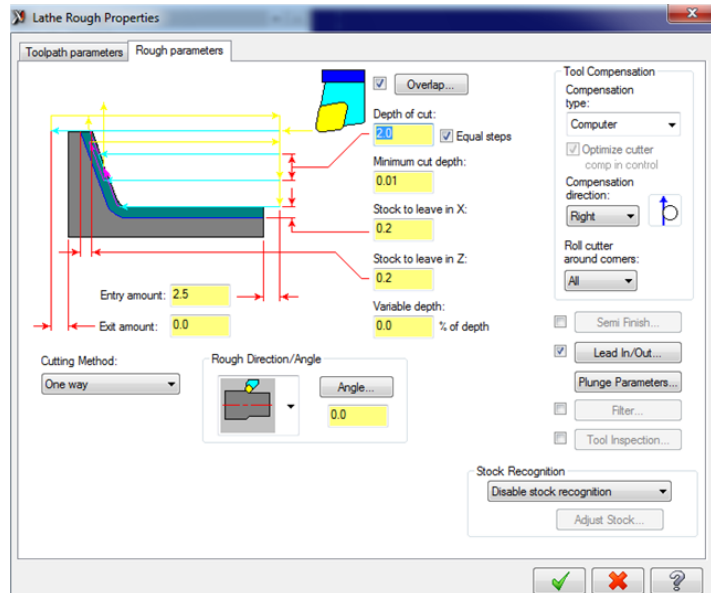 Lathe Rough Properties
Toolpath parameters
Rough parameters
Overlap...
Depth of cut:
2.0
Equal steps
Minimum cut depth:
0.01
Stock to leave in X:
0.2
Stock to leave in Z:
0.2
Variable depth:
0.0
% of depth
Entry amount:
2.5
Exit amount:
0.0
Cutting Method:
One way
Rough Direction/Angle
Angle...
0.0
Tool Compensation
Compensation
type:
Computer
Optimize cutter
comp in control
Compensation
direction:
Right
Roll cutter
around corners:
All
Semi Finish...
Lead In/Out...
Plunge Parameters...
Filter...
Tool Inspection...
Stock Recognition
Disable stock recognition
Adjust Stock...